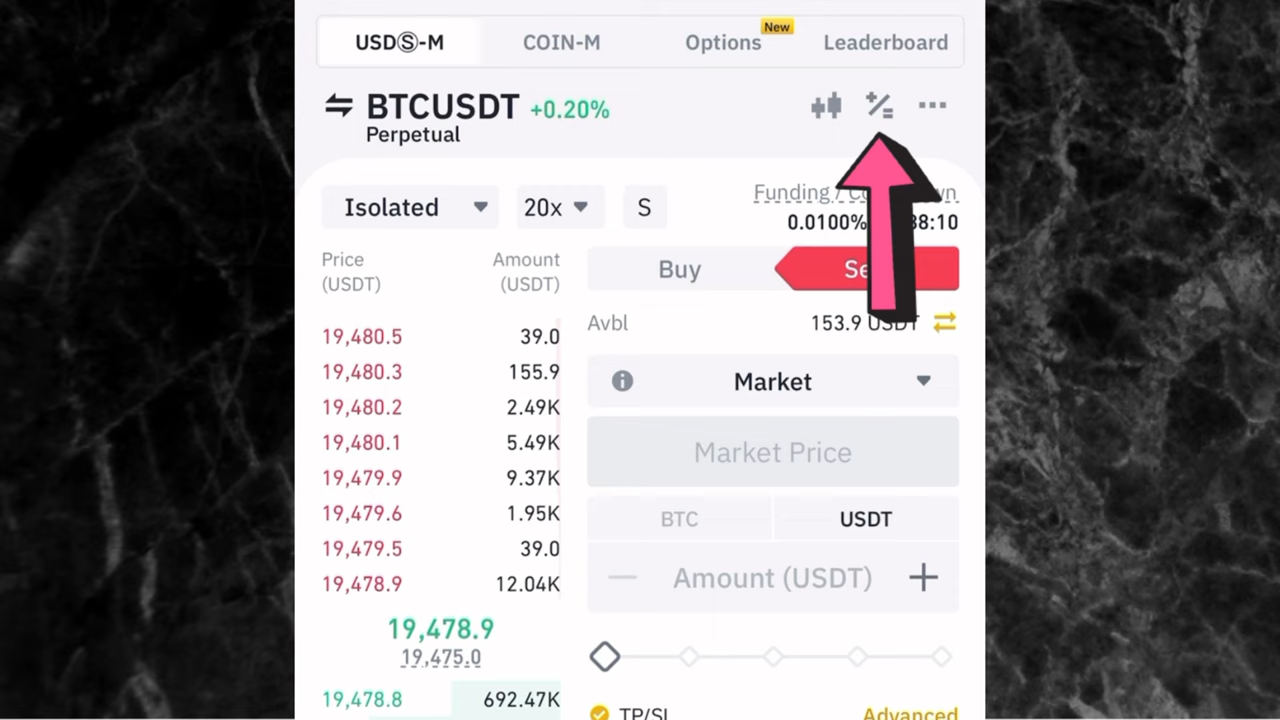 USDⓈ-M COIN-M Options New Leaderboard
BTCUSDT +0.20%
Perpetual
Isolated 20x S
Funding /
0.0100% 38:10
Price Amount
(USDT) (USDT)
Buy
Avbl 153.9 USDT
19,480.5 39.0
19,480.3 155.9
19,480.2 2.49K
19,480.1 5.49K
19,479.9 9.37K
19,479.6 1.95K
19,479.5 39.0
19,478.9 12.04K
19,478.9
19,475.0
19,478.8 692.47K
Market
Market Price
BTC USDT
Amount (USDT)
TP/SL Advanced